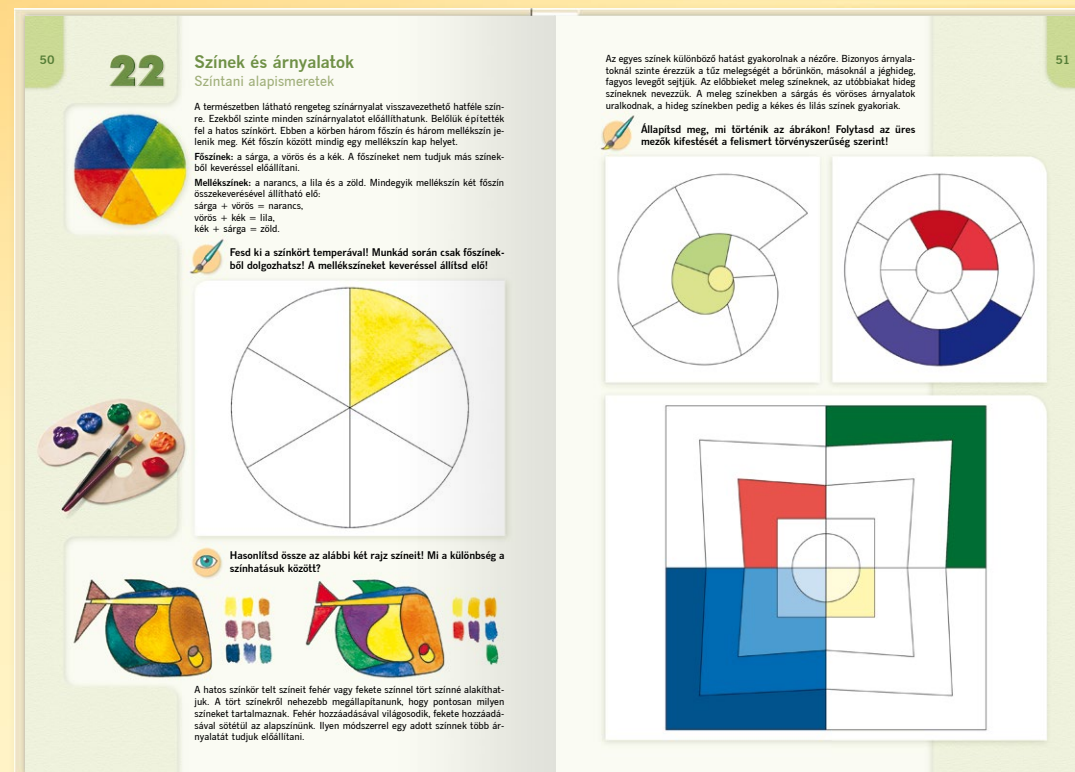 50
22
Színek és árnyalatok
Színtani alapismeretek
A természetben látható rengeteg színárnyalat visszavezethető hatféle szín-
re. Ezekből szinte minden színárnyalatot előállíthatunk. Belőlük építették
fel a hatos színkört. Ebben a körben három főszín és három mellékszín je-
lenik meg. Két főszín között mindig egy mellékszín kap helyet.
Főszínek: a sárga, a vörös és a kék. A főszíneket nem tudjuk más színek-
ből keveréssel előállítani.
Mellékszínek: a narancs, a lila és a zöld. Mindegyik mellékszín két főszín
összekeverésével állítható elő:
sárga + vörös = narancs,
vörös + kék = lila,
kék + sárga = zöld.
Fesd ki a színkört temperával! Munkád során csak főszínek-
ből dolgozhatsz! A mellékszíneket keveréssel állítsd elő!
Hasonlítsd össze az alábbi két rajz színeit! Mi a különbség a
színhatásuk között?
A hatos színkör telt színeit fehér vagy fekete színnel tört színné alakíthat-
juk. A tört színekről nehezebb megállapítanunk, hogy pontosan milyen
színeket tartalmaznak. Fehér hozzáadásával világosodik, fekete hozzáadá-
sával sötétül az alapszínünk. Ilyen módszerrel egy adott színnek több ár-
nyalatát tudjuk előállítani.
Az egyes színek különböző hatást gyakorolnak a nézőre. Bizonyos árnyala-
toknál szinte érezzük a tűz melegségét a bőrünkön, másoknál a jéghideg,
fagyos levegőt sejtjük. Az előbbieket meleg színeknek, az utóbbiakat hideg
színeknek nevezzük. A meleg színekben a sárgás és vöröses árnyalatok
uralkodnak, a hideg színekben pedig a kékes és lilás színek gyakoriak.
51
Állapítsd meg, mi történik az ábrákon! Folytasd az üres
mezők kifestését a felismert törvényszerűség szerint!